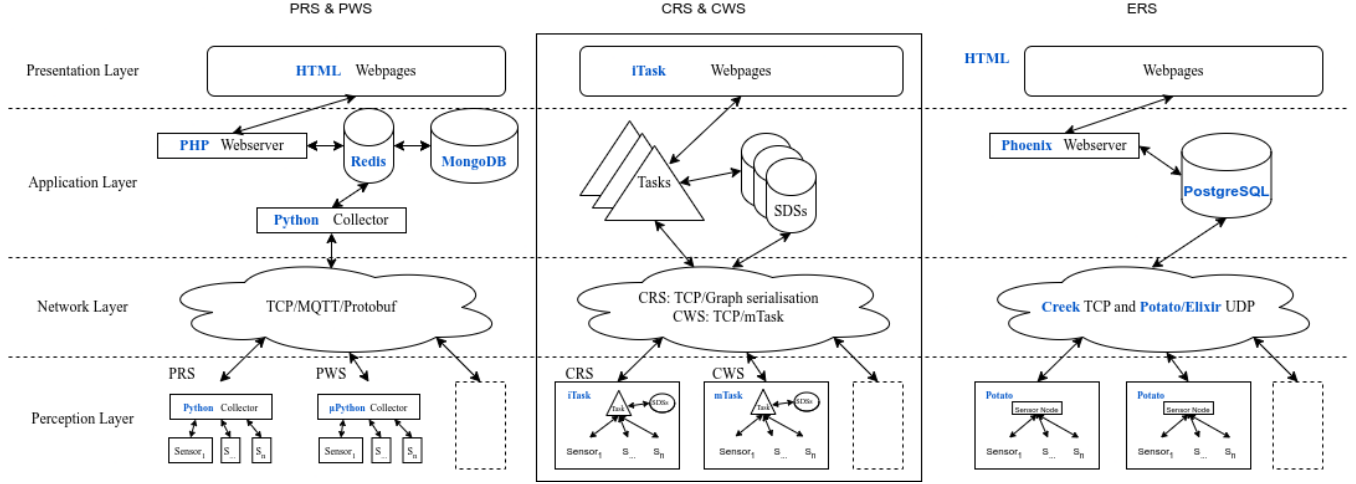 PRS & PWS
CRS & CWS
ERS
Presentation Layer
HTML Webpages
iTask Webpages
HTML
Webpages
Application Layer
PHP Webserver
Redis
MongoDB
Python Collector
Tasks
SDSs
Phoenix Webserver
PostgreSQL
Network Layer
TCP/MQTT/Protobuf
CRS: TCP/Graph serialisation
CWS: TCP/mTask
Creek TCP and Potato/Elixir UDP
Perception Layer
PRS
Python Collector
Sensor1
S...
Sn
PWS
μPython Collector
Sensor1
S...
Sn
CRS
iTask
Task
SDSs
Sensor1
S...
Sn
CWS
mTask
Task
SDSs
Sensor1
S...
Sn
Potato
Sensor Node
Sensor1
S...
Sn
Potato
Sensor Node
Sensor1
S...
Sn